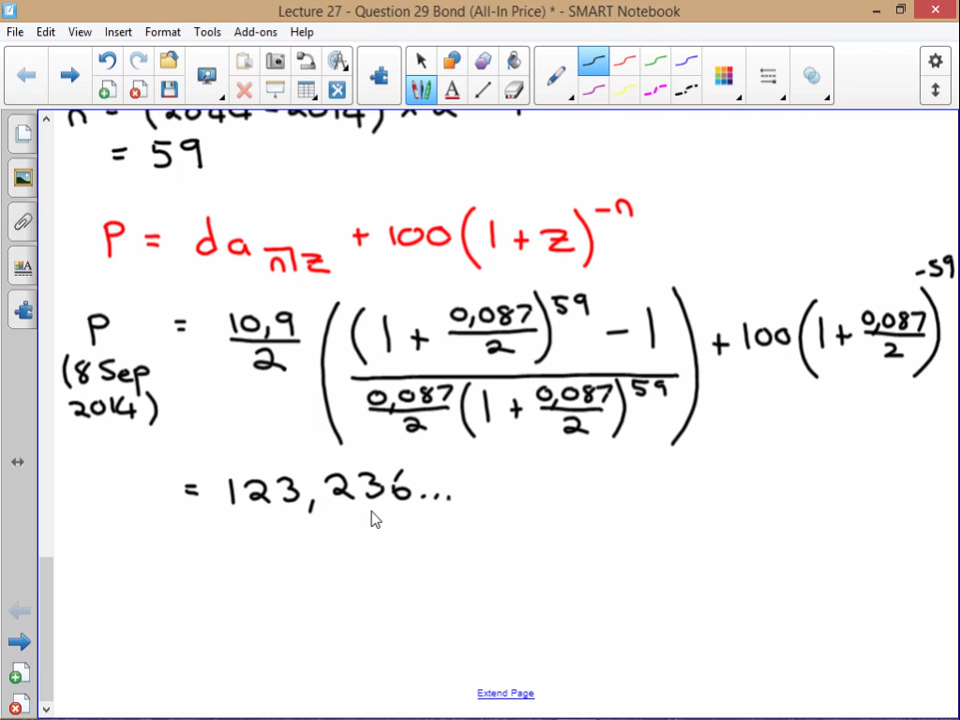 Lecture 27 - Question 29 Bond (All-In Price) * - SMART Notebook
File Edit View Insert Format Tools Add-ons Help
= 59
P = da n̅|z + 100(1 + z)^-n
P (18 Sep 2014) = 10,9/2 (((1 + 0,087/2)^59 - 1)/(0,087/2 (1 + 0,087/2)^59)) + 100(1 + 0,087/2)^-59
= 123,236...
Extend Page